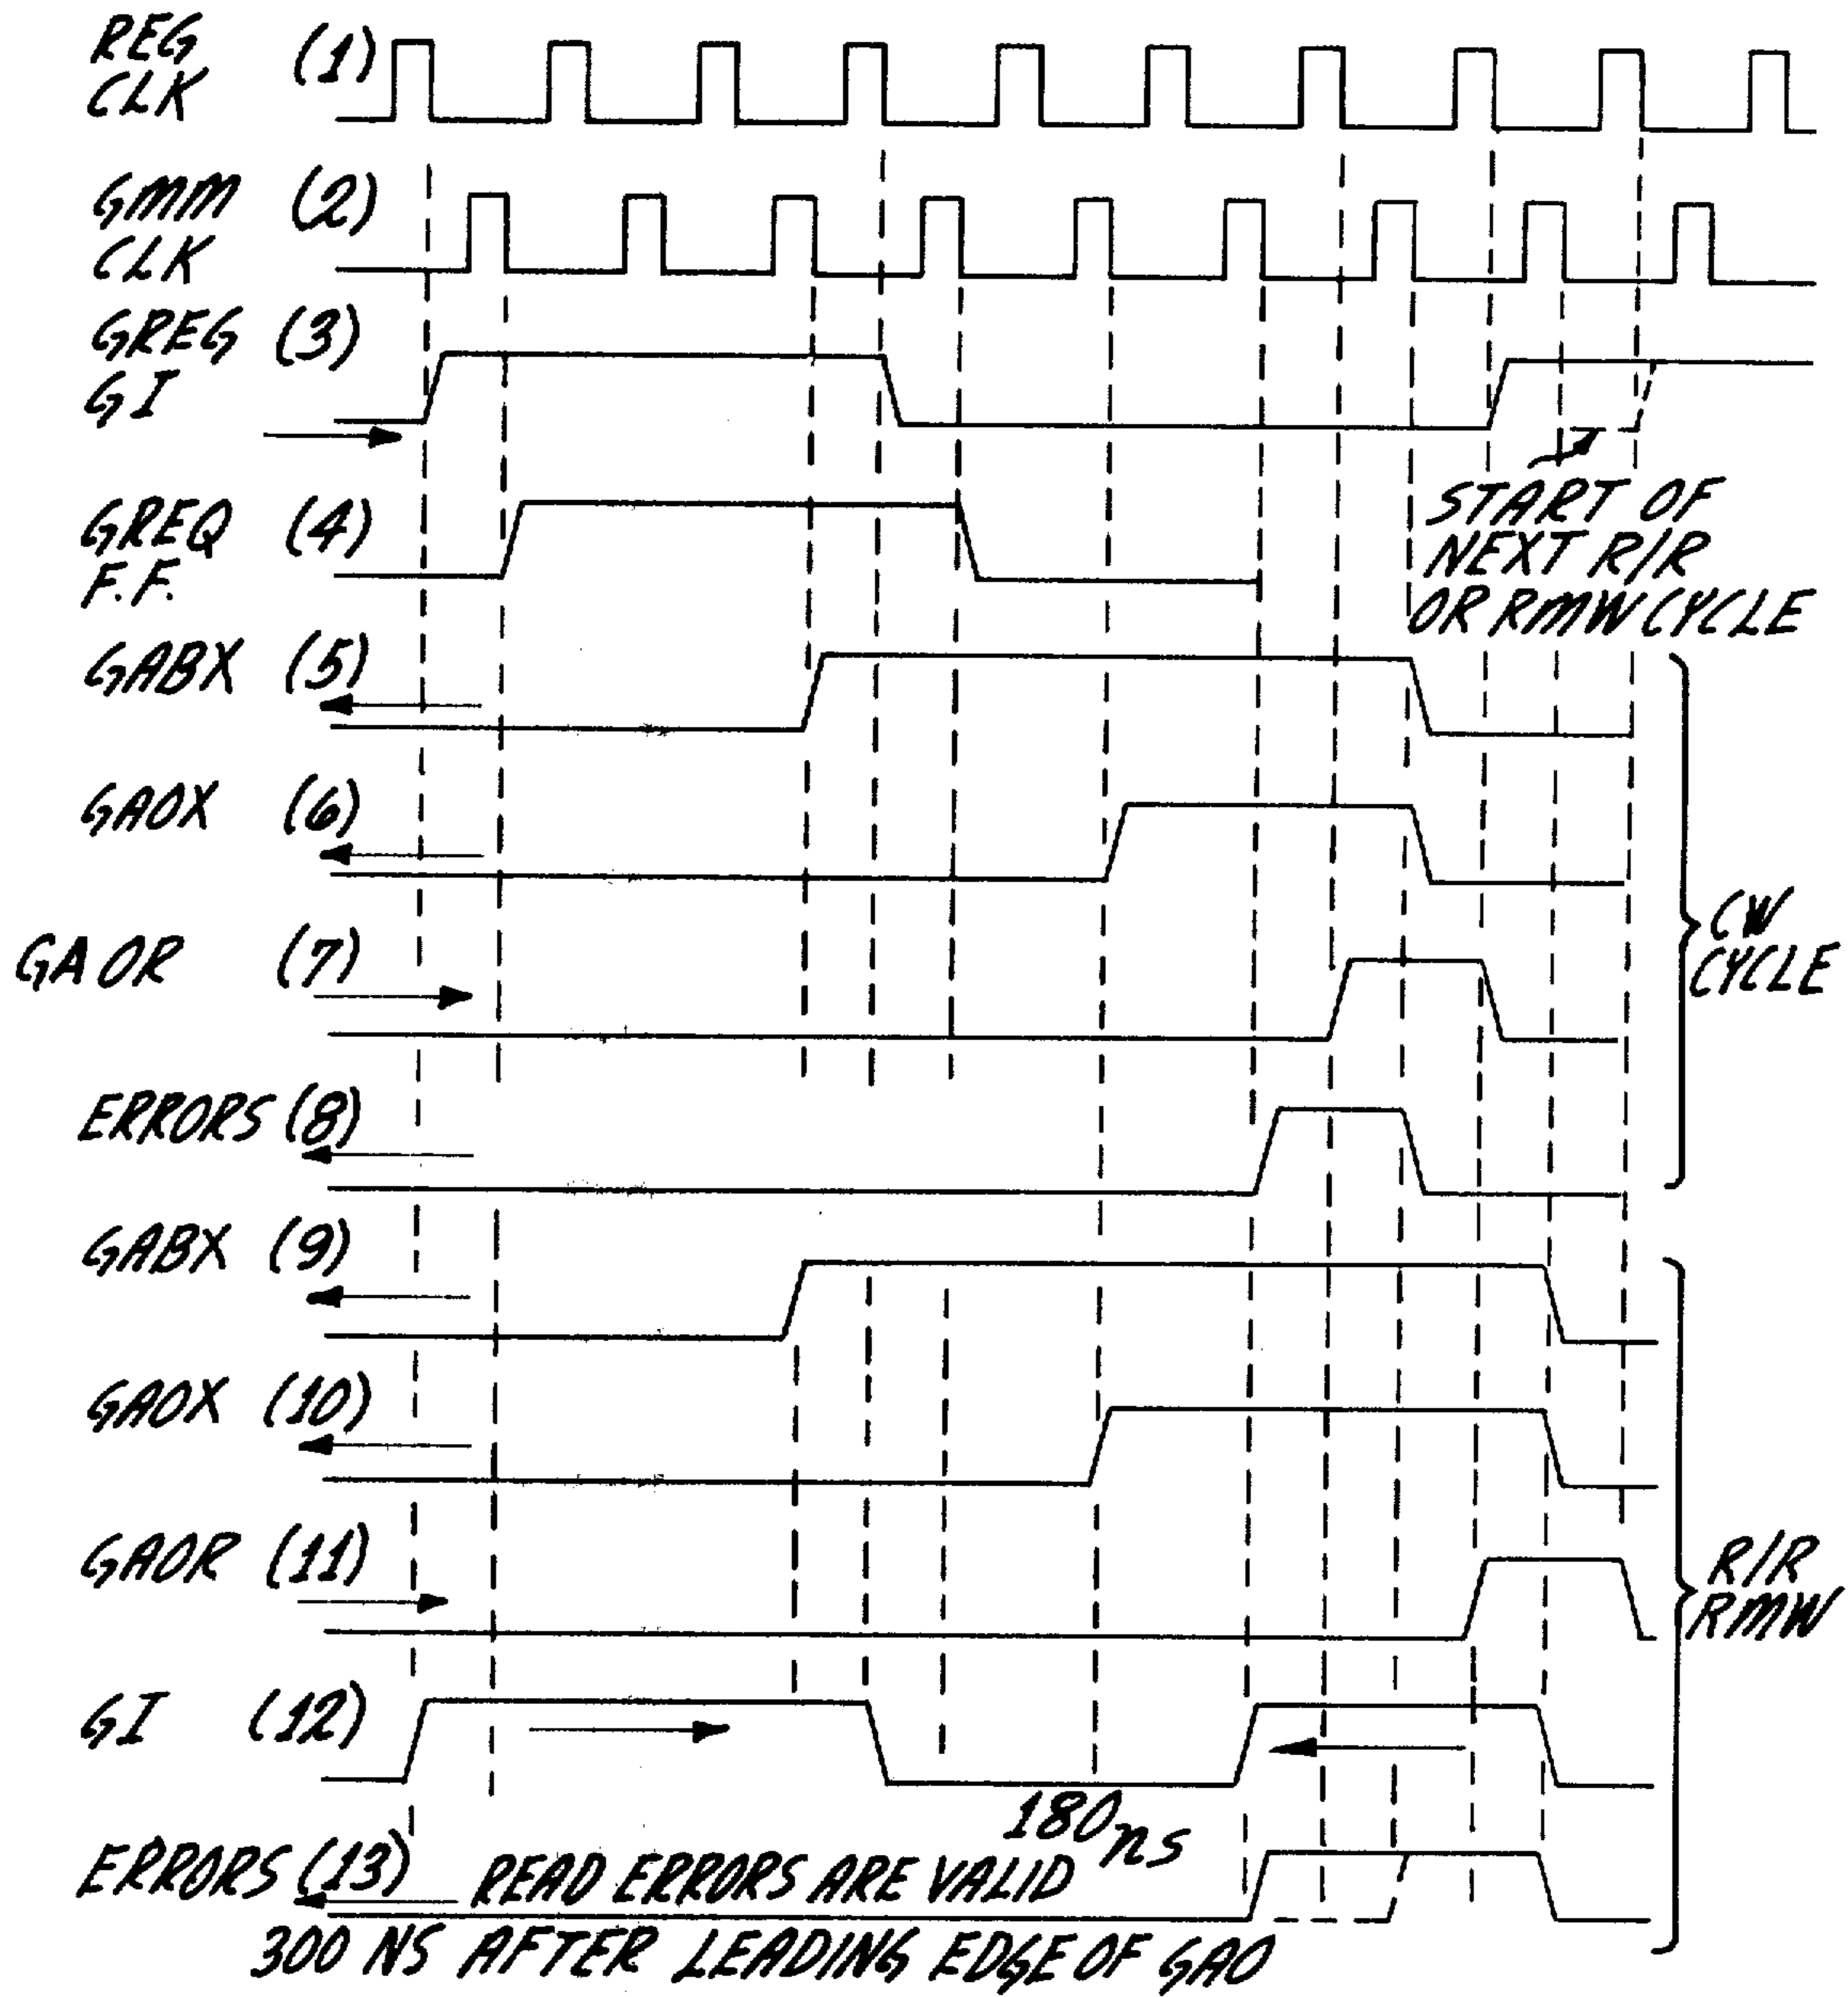 REG (1)
CLK
GMM (2)
CLK
GREG (3)
GI
START OF
NEXT R/R
OR RMW CYCLE
GREQ (4)
F.F.
GABX (5)
GAOX (6)
GAOR (7)
ERRORS (8)
CW
CYCLE
GABX (9)
GAOX (10)
GAOR (11)
GI (12)
180ns
ERRORS (13) READ ERRORS ARE VALID
300 NS AFTER LEADING EDGE OF GAO
R/R
RMW